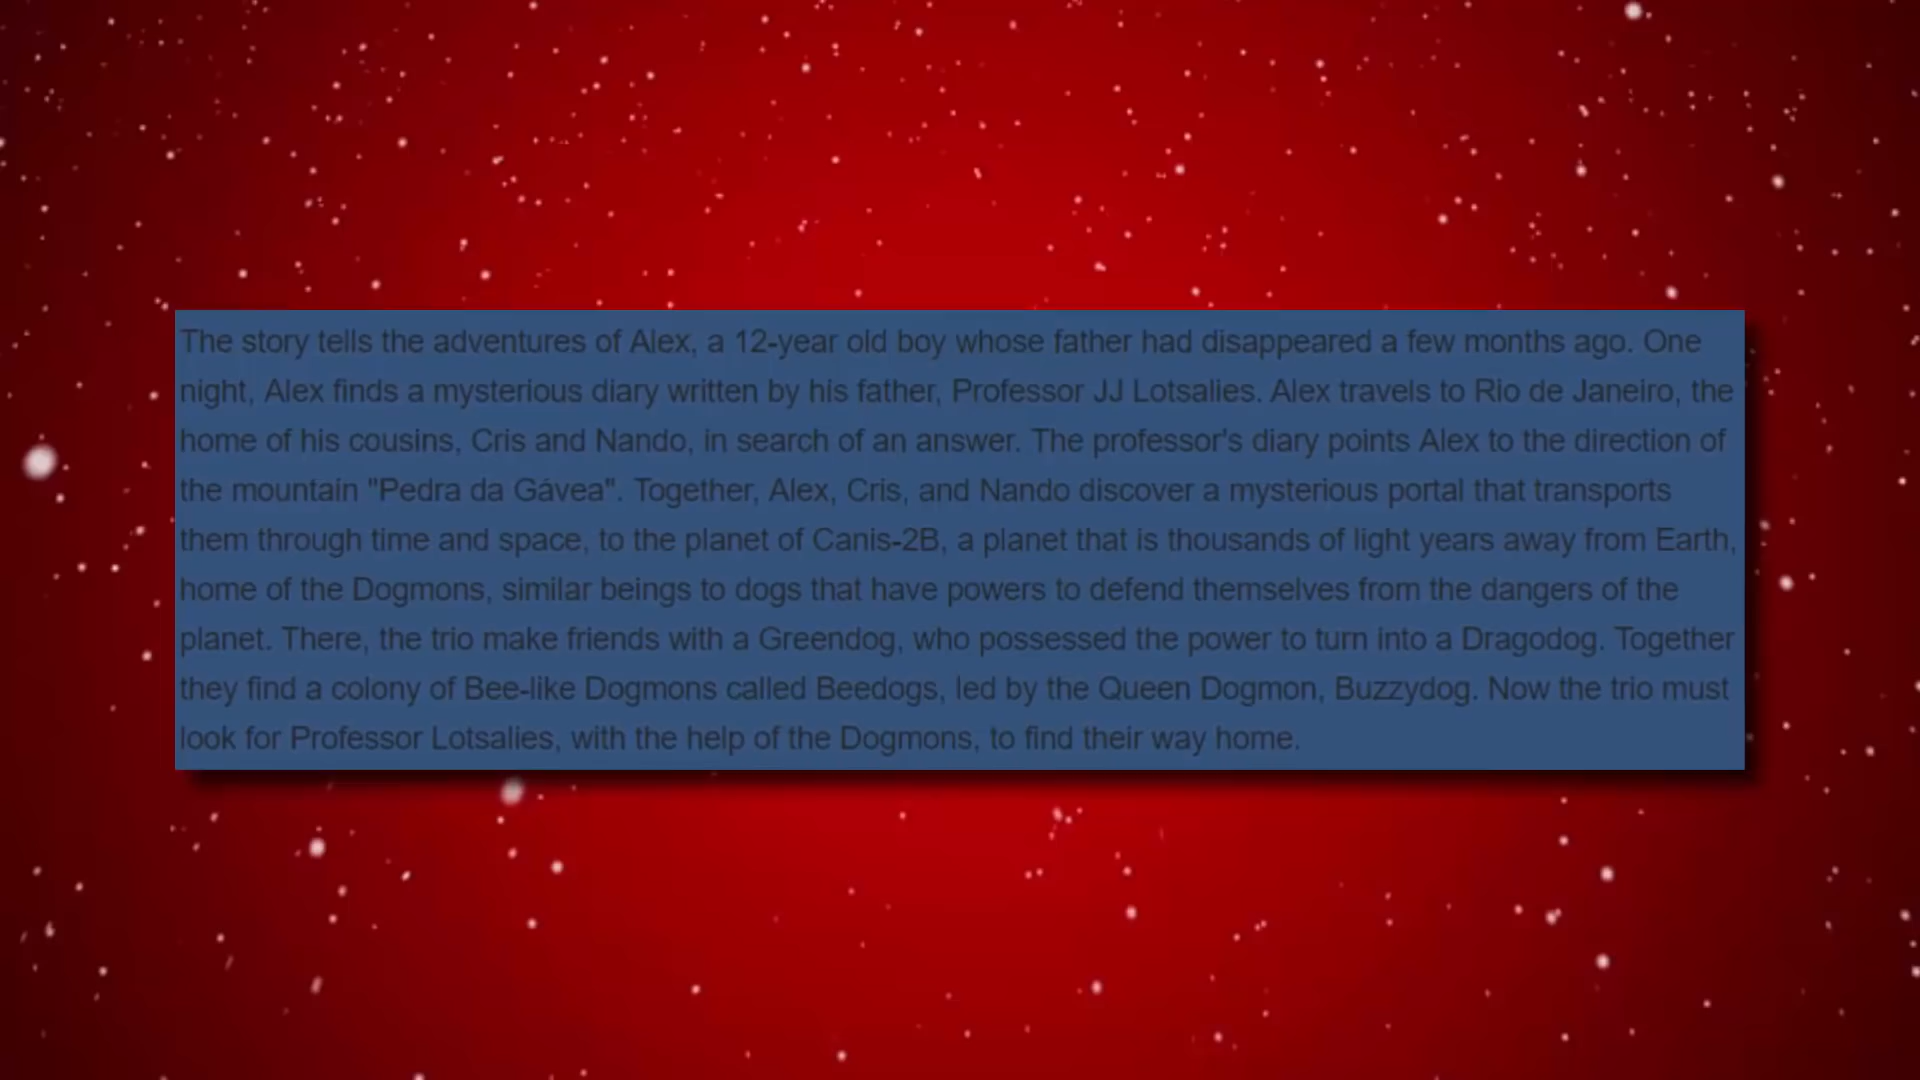 The story tells the adventures of Alex, a 12-year old boy whose father had disappeared a few months ago. One
night, Alex finds a mysterious diary written by his father, Professor JJ Lotsalies. Alex travels to Rio de Janeiro, the
home of his cousins, Cris and Nando, in search of an answer. The professor's diary points Alex to the direction of
the mountain "Pedra da Gávea". Together, Alex, Cris, and Nando discover a mysterious portal that transports
them through time and space, to the planet of Canis-2B, a planet that is thousands of light years away from Earth,
home of the Dogmons, similar beings to dogs that have powers to defend themselves from the dangers of the
planet. There, the trio make friends with a Greendog, who possessed the power to turn into a Dragodog. Together
they find a colony of Bee-like Dogmons called Beedogs, led by the Queen Dogmon, Buzzydog. Now the trio must
look for Professor Lotsalies, with the help of the Dogmons, to find their way home.